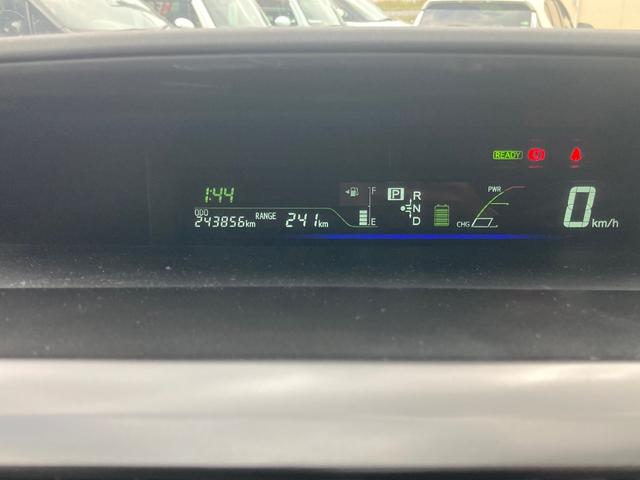 READY
1:44
F
P
R
N
D
PWR
0
km/h
ODO
243856km
RANGE
241km
E
CHG